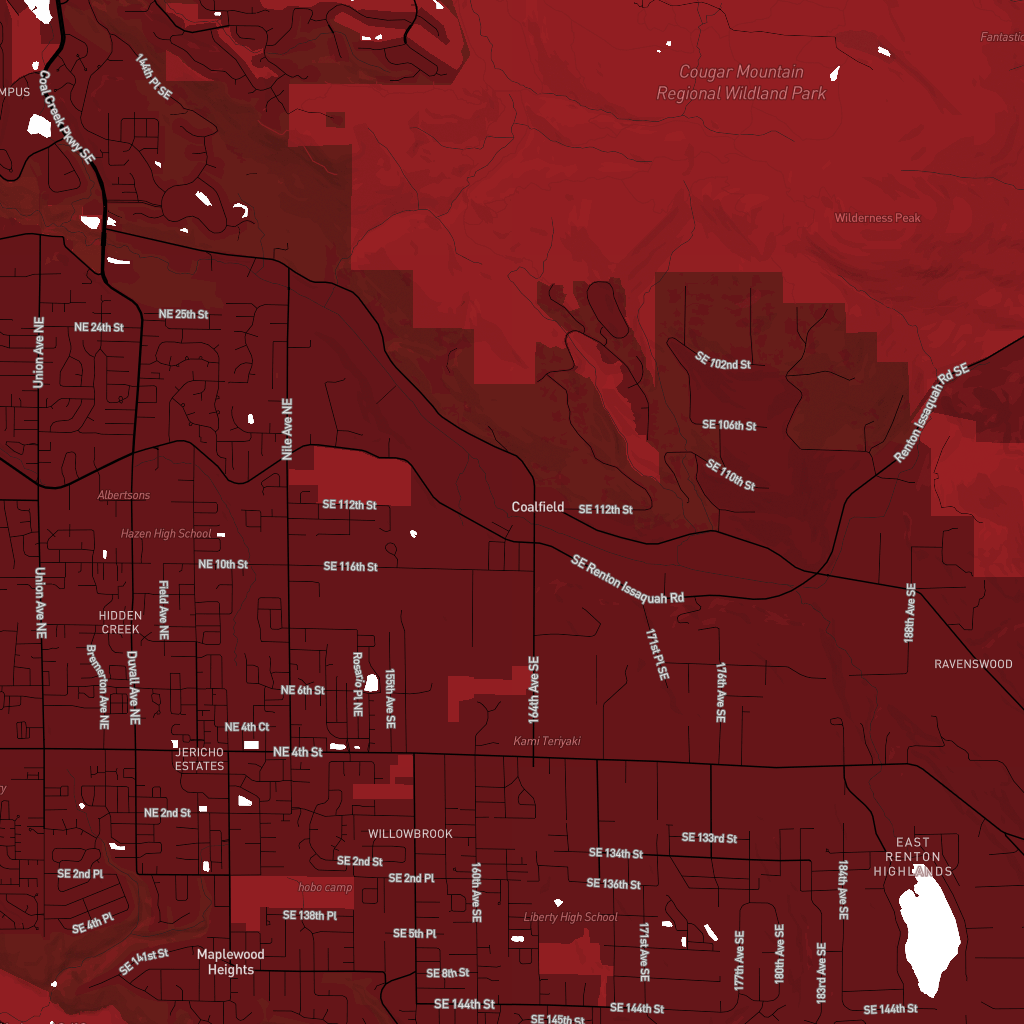 Fantastic
Cougar Mountain
Regional Wildland Park
144th Pl SE
MPUS
Coal Creek Pkwy SE
Wilderness Peak
NE 25th St
NE 24th St
Union Ave NE
SE 102nd St
Renton Issaquah Rd SE
Nile Ave NE
SE 106th St
SE 110th St
Albertsons
SE 112th St
Coalfield
SE 112th St
Hazen High School
NE 10th St
SE 116th St
SE Renton Issaquah Rd
Union Ave NE
Field Ave NE
188th Ave SE
HIDDEN
CREEK
171st Pl SE
Bremerton Ave NE
Duvall Ave NE
Rosario Pl NE
155th Ave SE
164th Ave SE
176th Ave SE
RAVENSWOOD
NE 6th St
NE 4th Ct
Kami Teriyaki
NE 4th St
JERICHO
ESTATES
ry
NE 2nd St
WILLOWBROOK
SE 133rd St
SE 134th St
EAST
RENTON
HIGHLANDS
SE 2nd St
SE 2nd Pl
SE 2nd Pl
160th Ave SE
SE 136th St
184th Ave SE
hobo camp
SE 138th Pl
Liberty High School
SE 4th Pl
SE 5th Pl
171st Ave SE
177th Ave SE
180th Ave SE
183rd Ave SE
Maplewood
Heights
SE 141st St
SE 8th St
SE 144th St
SE 144th St
SE 144th St
SE 145th St